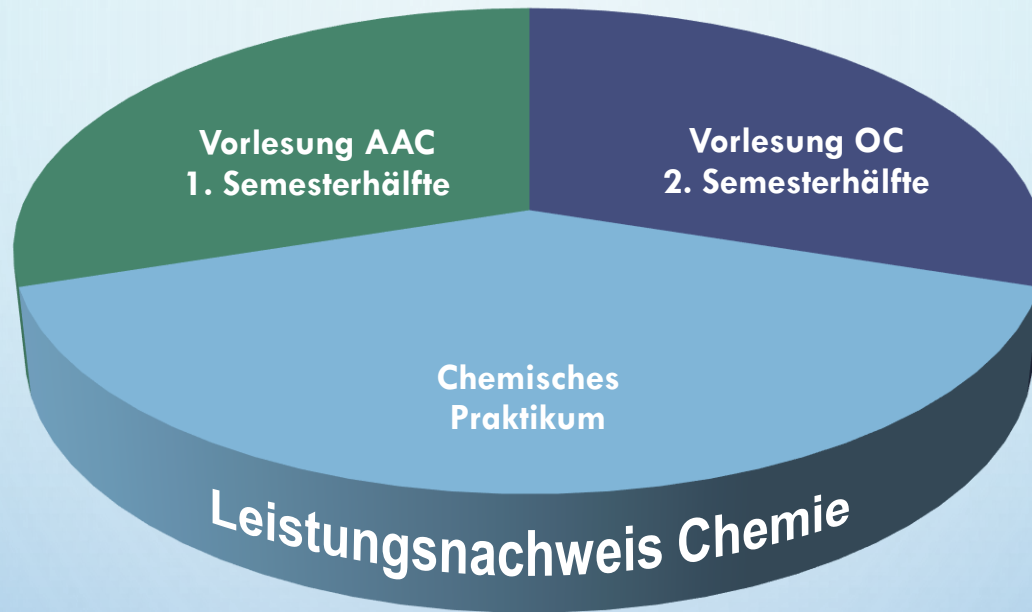 Vorlesung AAC
1. Semesterhälfte
Vorlesung OC
2. Semesterhälfte
Chemisches
Praktikum
Leistungsnachweis Chemie